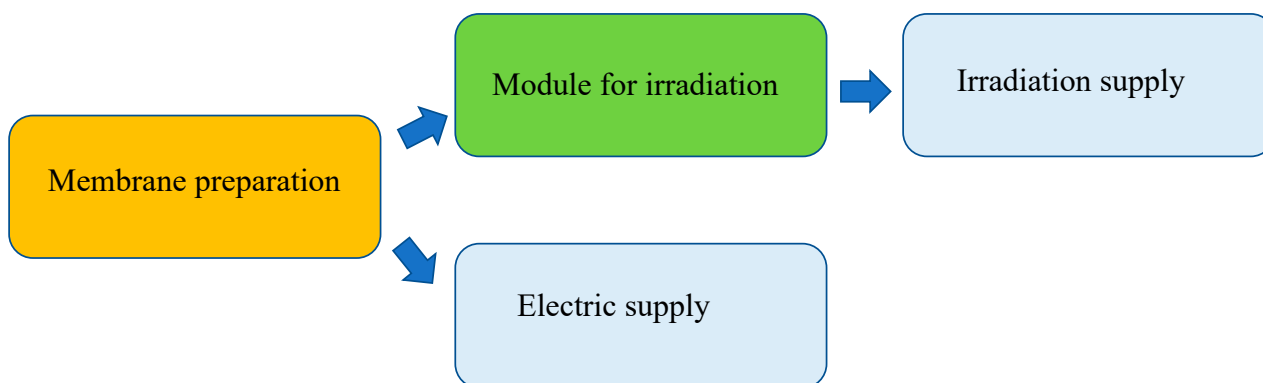 Module for irradiation
Irradiation supply
Membrane preparation
Electric supply